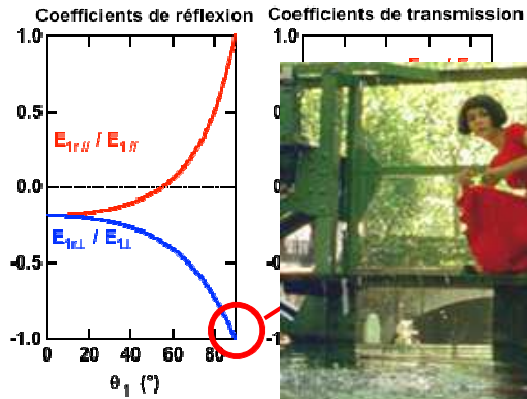 Coefficients de réflexion
1.0
0.5
0.0
-0.5
-1.0
E1r// / E1//
E1r⊥ / E1⊥
0 20 40 60 80
θ1 (°)
Coefficients de transmission
1.0